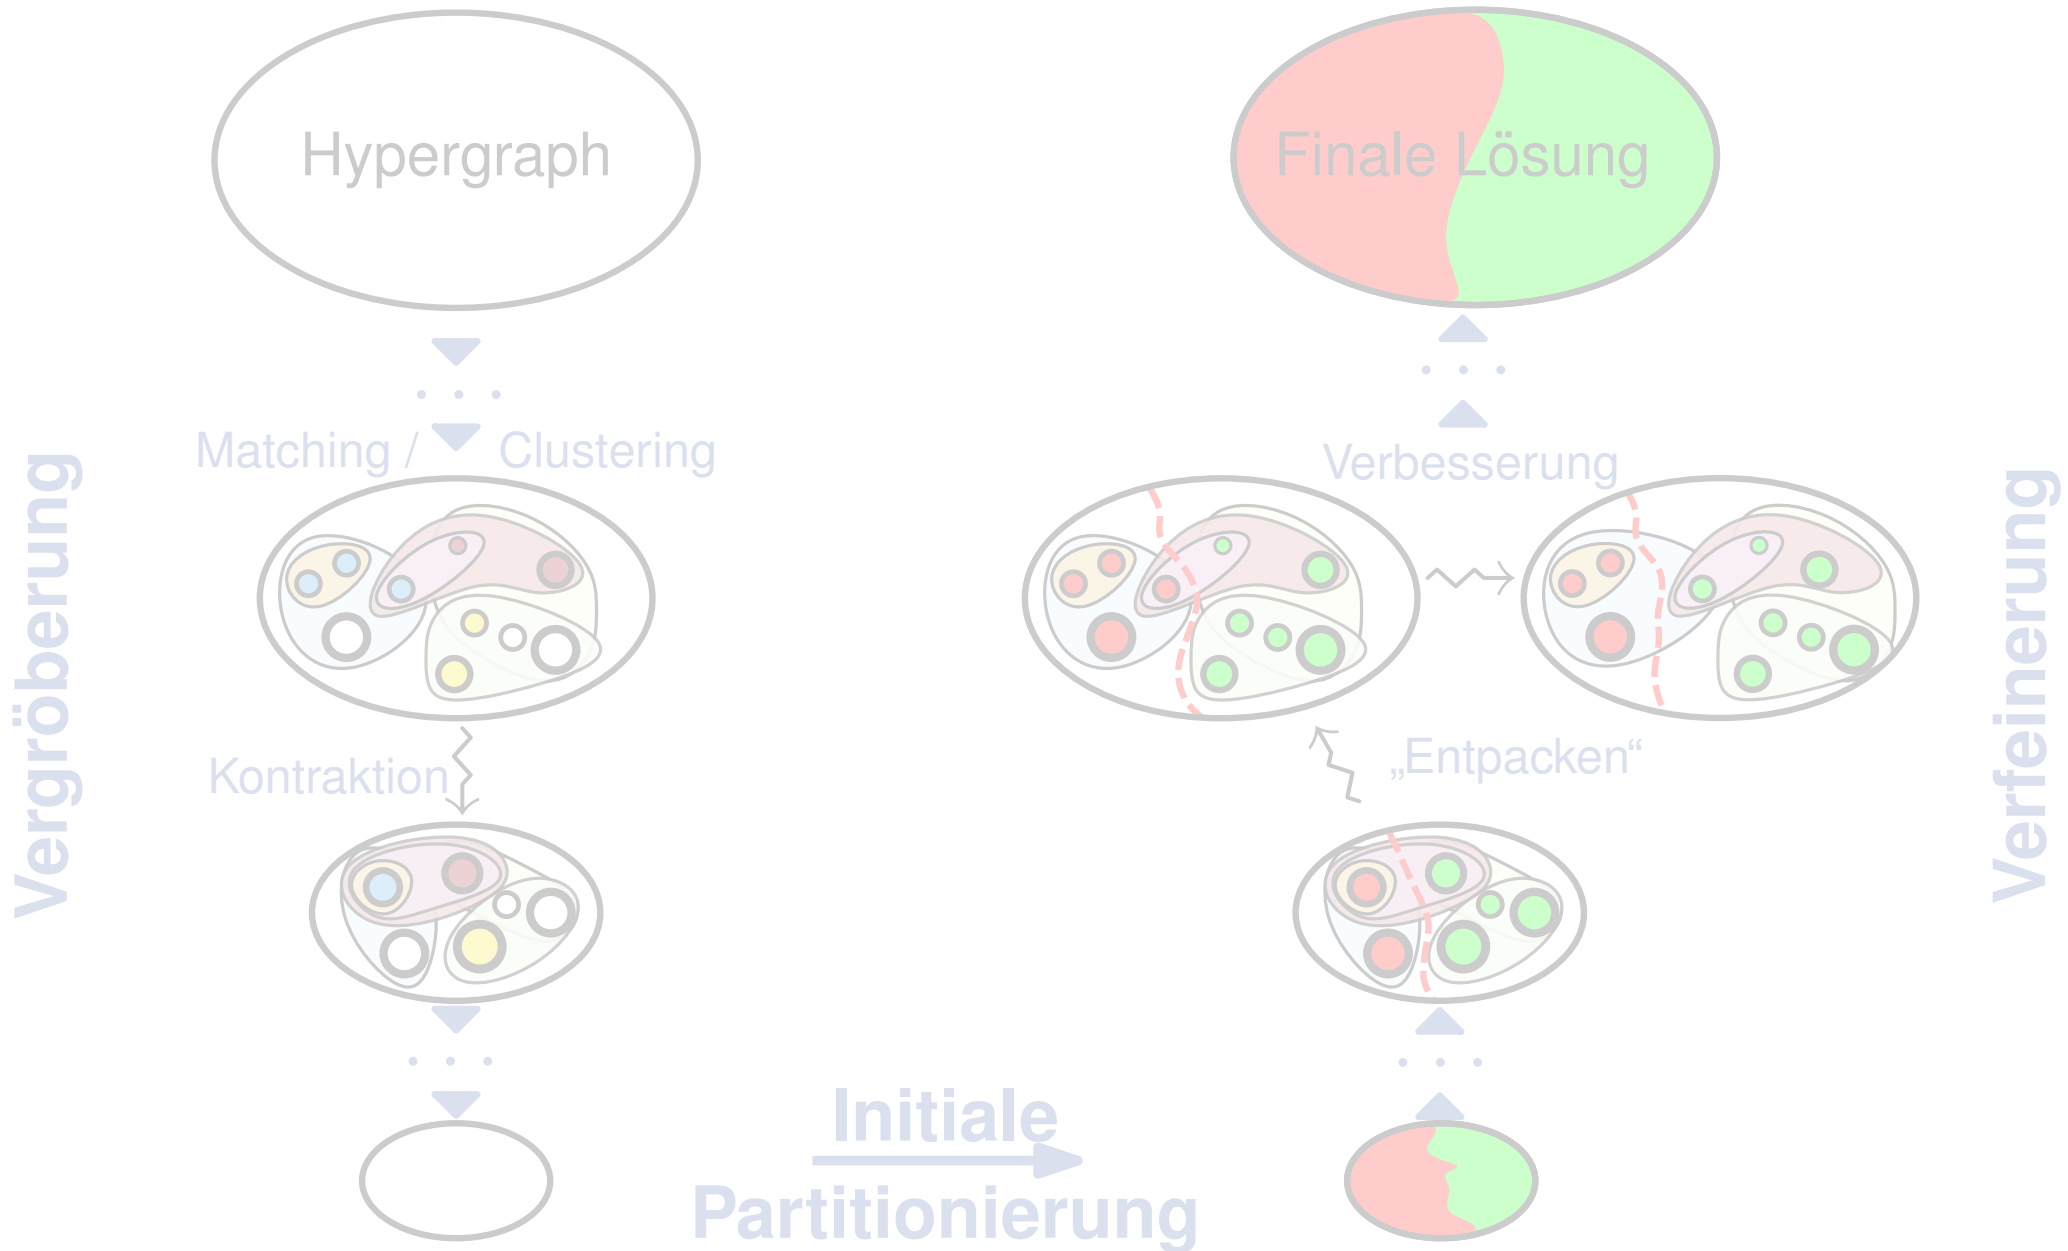 Hypergraph
Finale Lösung
Matching / Clustering
Verbesserung
Vergröberung
Verfeinerung
Kontraktion
„Entpacken“
Initiale
Partitionierung